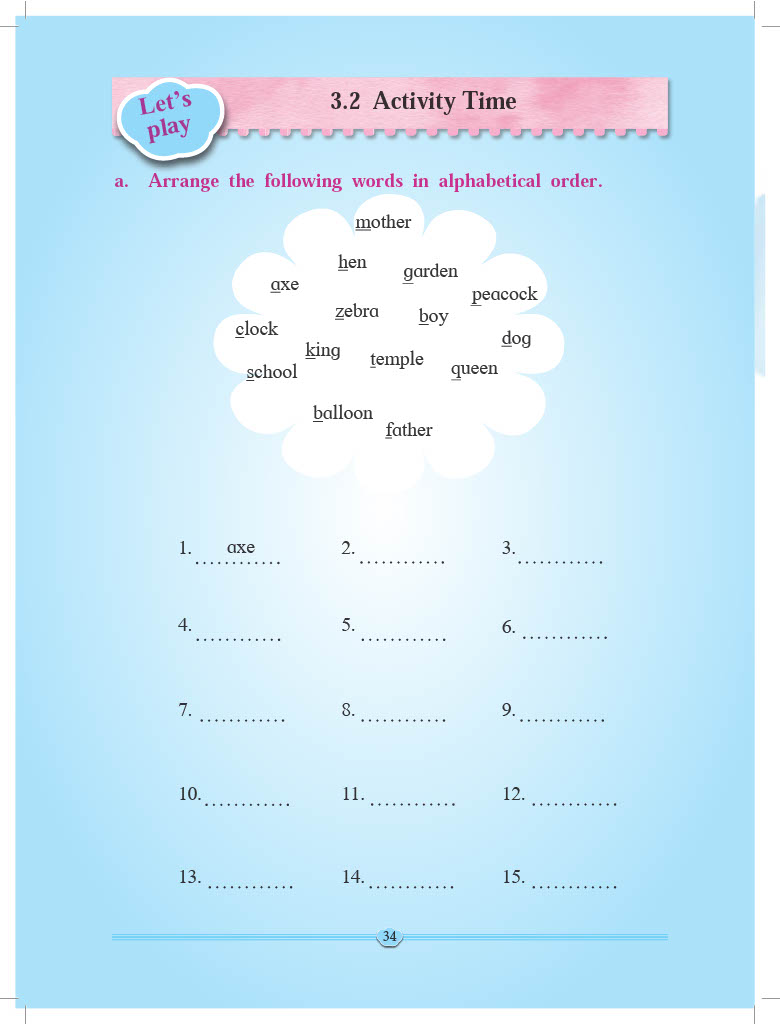 Let's
play
3.2 Activity Time
a. Arrange the following words in alphabetical order.
mother
hen
garden
axe
peacock
zebra
boy
clock
dog
king
temple
school
queen
balloon
father
1. axe ............ 2. ............ 3. ............
4. ............ 5. ............ 6. ............
7. ............ 8. ............ 9. ............
10. ............ 11. ............ 12. ............
13. ............ 14. ............ 15. ............
34